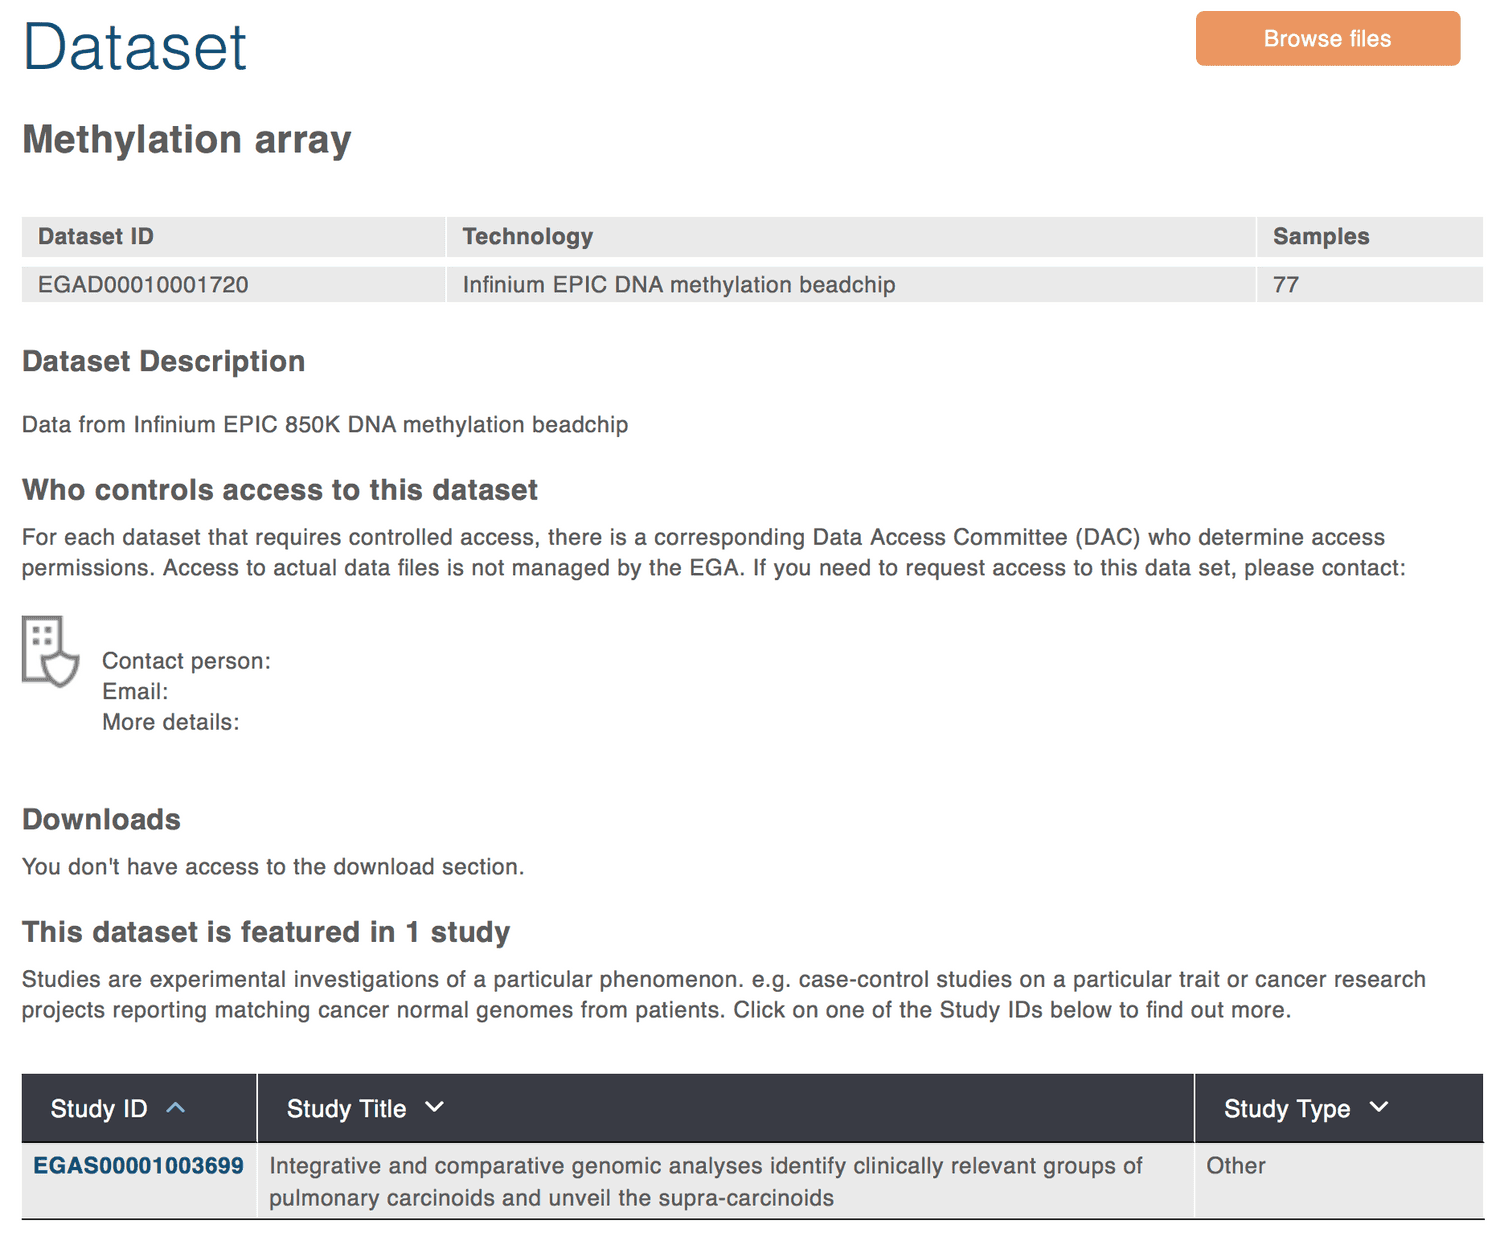 Dataset
Browse files
Methylation array
Dataset ID Technology Samples
EGAD00010001720 Infinium EPIC DNA methylation beadchip 77
Dataset Description
Data from Infinium EPIC 850K DNA methylation beadchip
Who controls access to this dataset
For each dataset that requires controlled access, there is a corresponding Data Access Committee (DAC) who determine access
permissions. Access to actual data files is not managed by the EGA. If you need to request access to this data set, please contact:
Contact person:
Email:
More details:
Downloads
You don't have access to the download section.
This dataset is featured in 1 study
Studies are experimental investigations of a particular phenomenon. e.g. case-control studies on a particular trait or cancer research
projects reporting matching cancer normal genomes from patients. Click on one of the Study IDs below to find out more.
Study ID Study Title Study Type
EGAS00001003699 Integrative and comparative genomic analyses identify clinically relevant groups of Other
pulmonary carcinoids and unveil the supra-carcinoids